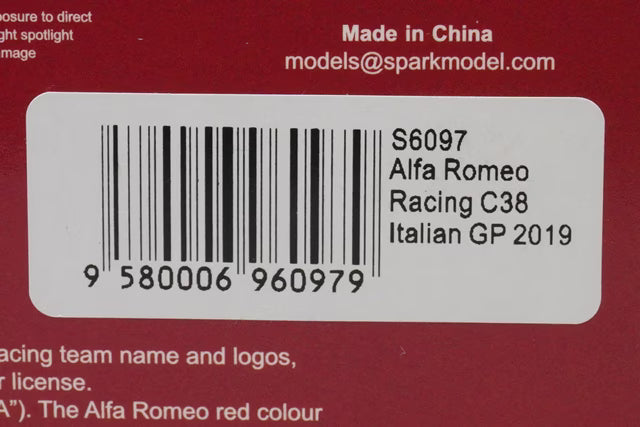 posure to direct
ght spotlight
mage
Made in China
models@sparkmodel.com
S6097
Alfa Romeo
Racing C38
Italian GP 2019
9 580006 960979
acing team name and logos,
r license.
A"). The Alfa Romeo red colour